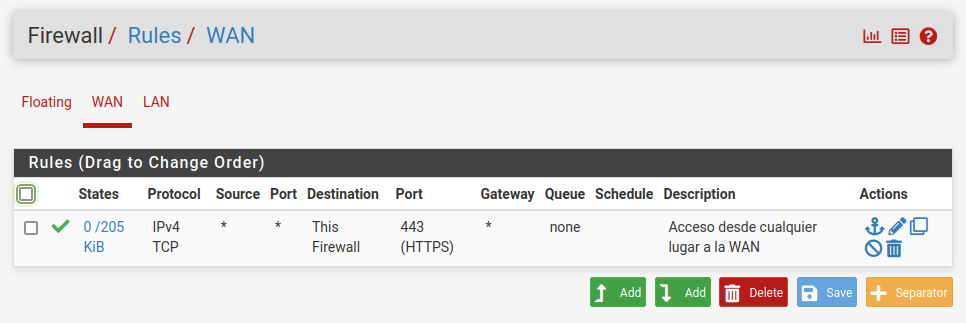 Firewall / Rules / WAN
Floating WAN LAN
Rules (Drag to Change Order)
States Protocol Source Port Destination Port Gateway Queue Schedule Description Actions
0 /205 IPv4 * * This 443 * none Acceso desde cualquier
KiB TCP Firewall (HTTPS) lugar a la WAN
Add Add Delete Save Separator